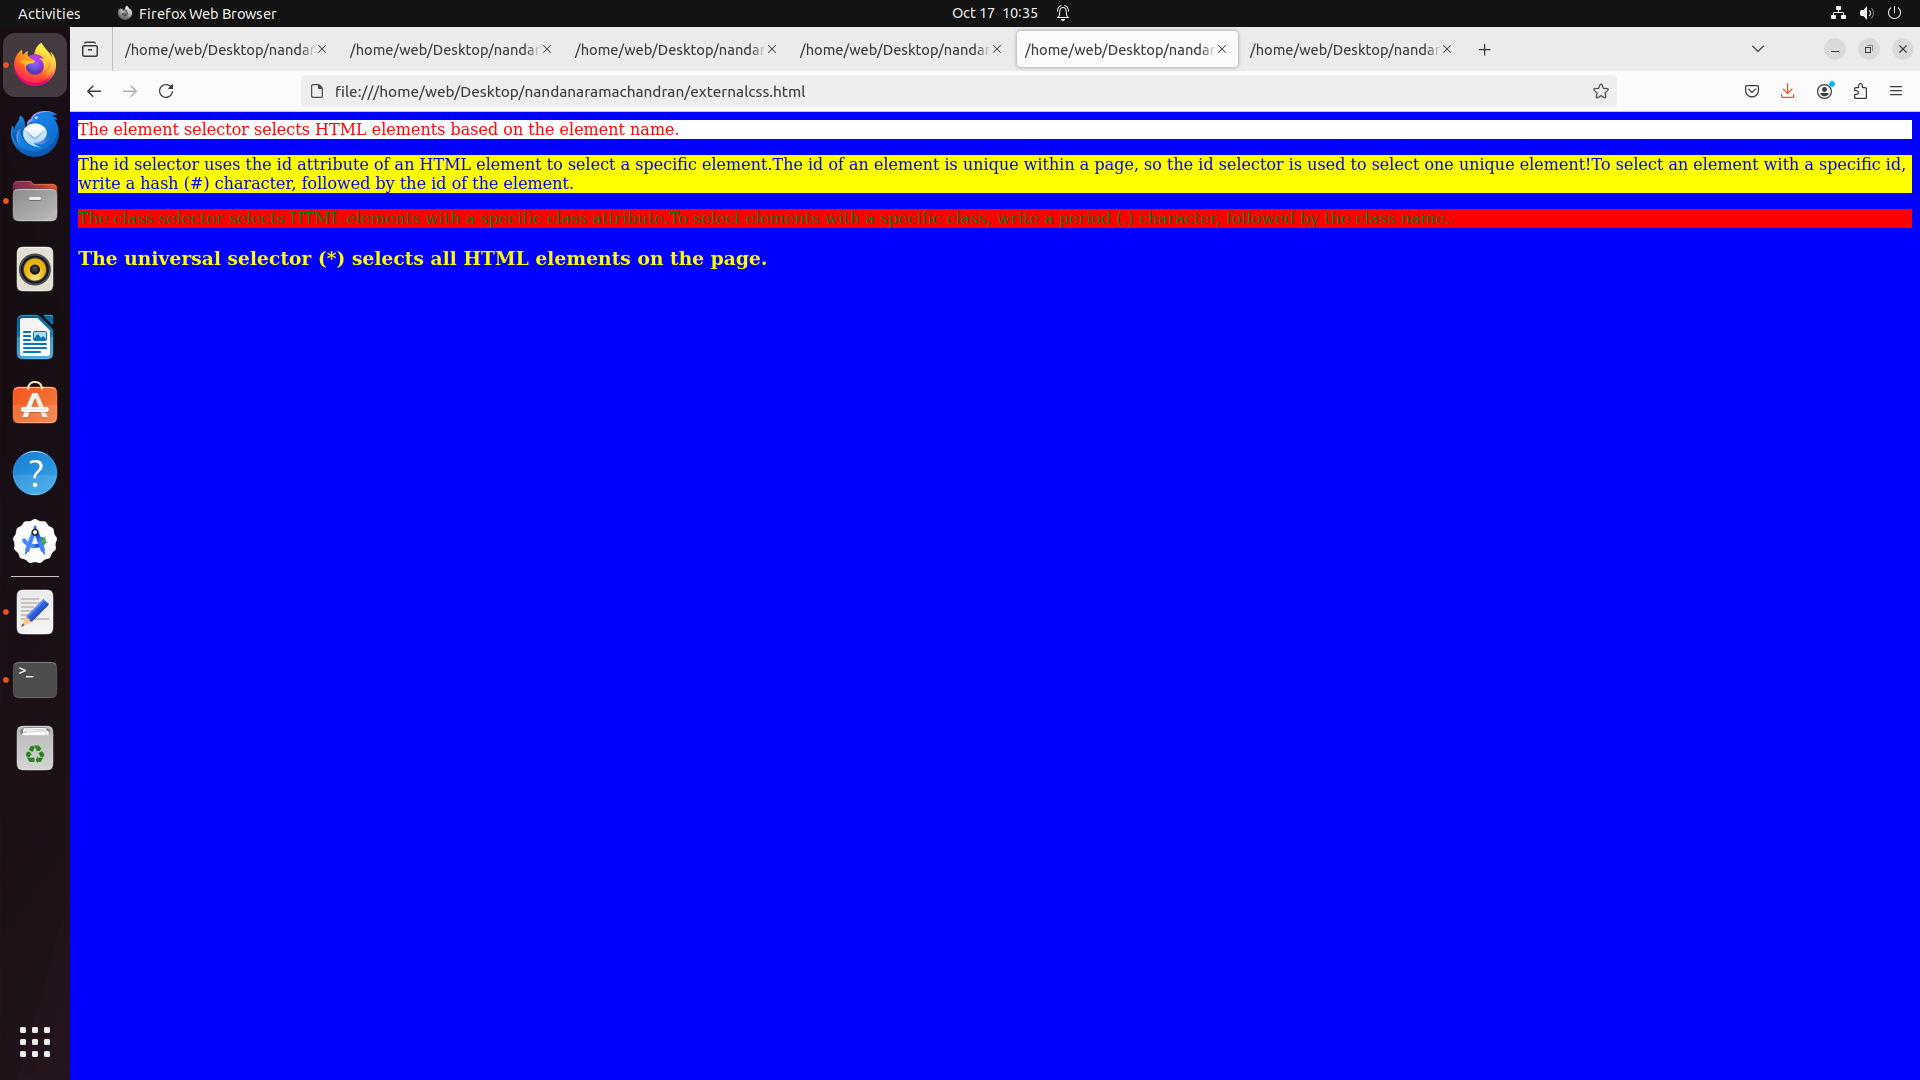 Activities
Firefox Web Browser
Oct 17 10:35
/home/web/Desktop/nandar
/home/web/Desktop/nandar
/home/web/Desktop/nandar
/home/web/Desktop/nandar
/home/web/Desktop/nandar
/home/web/Desktop/nandar
file:///home/web/Desktop/nandanaramachandran/externalcss.html
The element selector selects HTML elements based on the element name.
The id selector uses the id attribute of an HTML element to select a specific element.The id of an element is unique within a page, so the id selector is used to select one unique element!To select an element with a specific id,
write a hash (#) character, followed by the id of the element.
The class selector selects HTML elements with a specific class attribute.To select elements with a specific class, write a period (.) character, followed by the class name.
The universal selector (*) selects all HTML elements on the page.